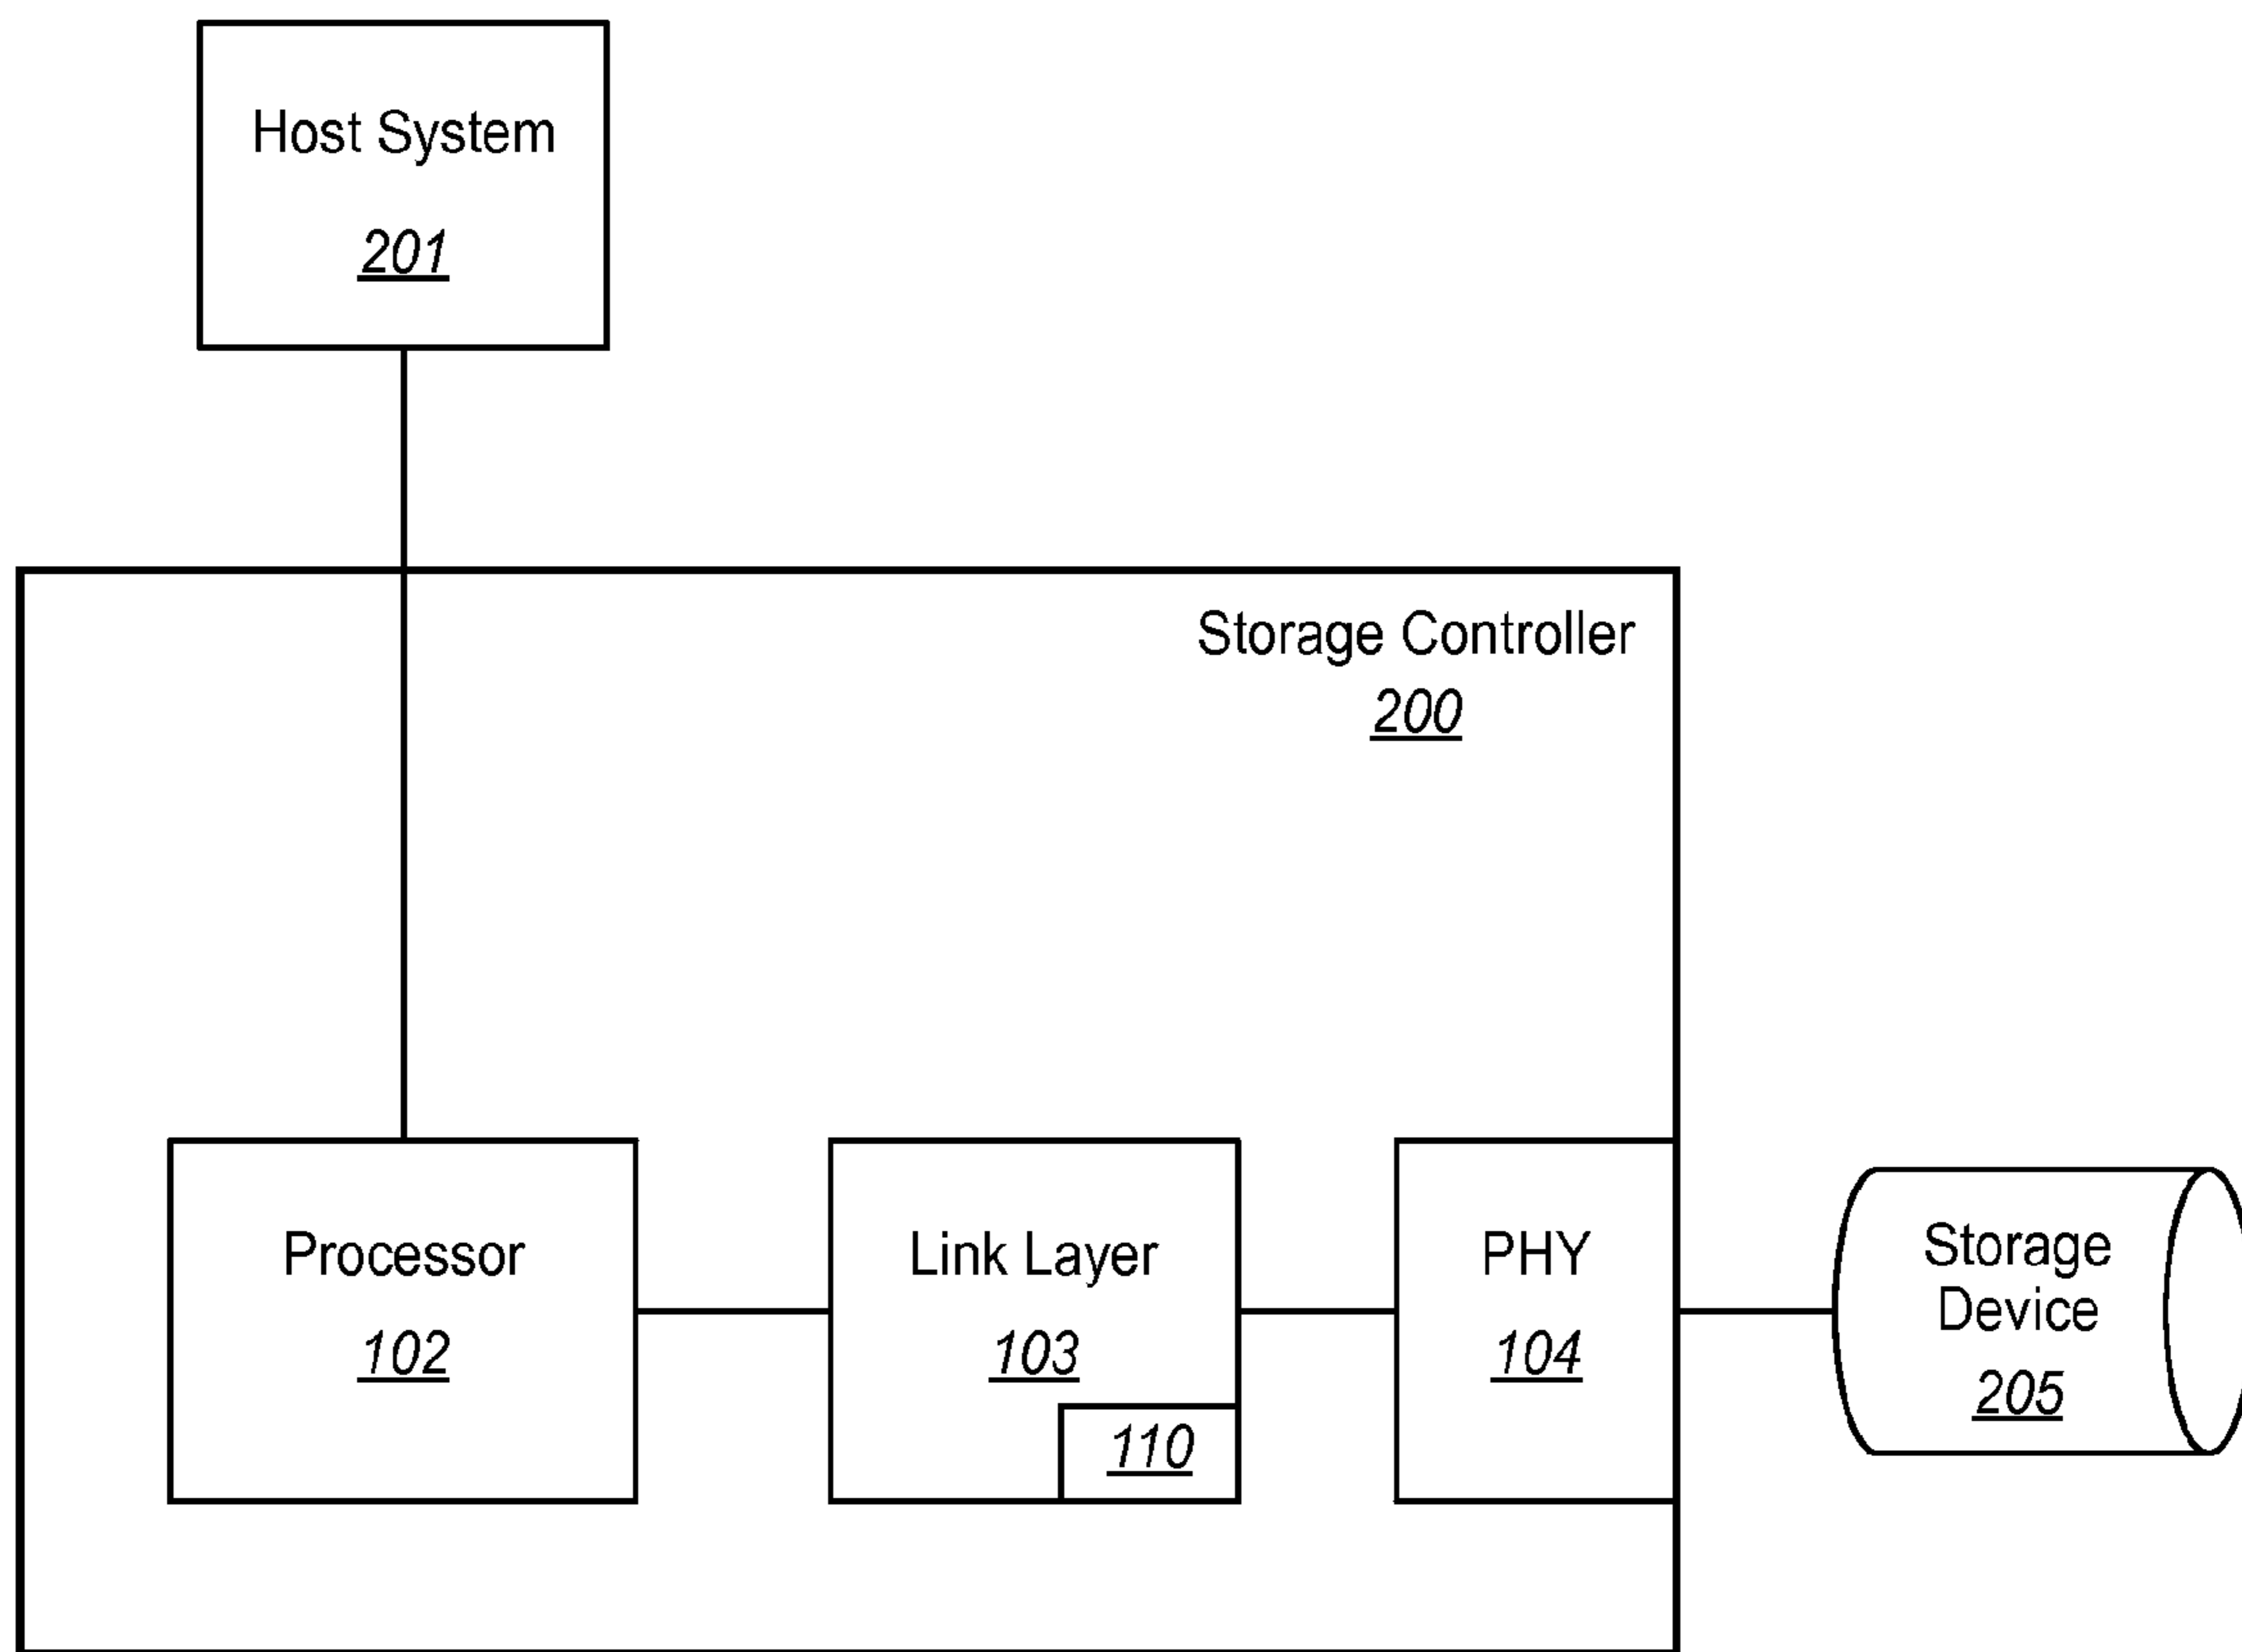 Host System
201
Storage Controller
200
Processor
102
Link Layer
103
110
PHY
104
Storage
Device
205